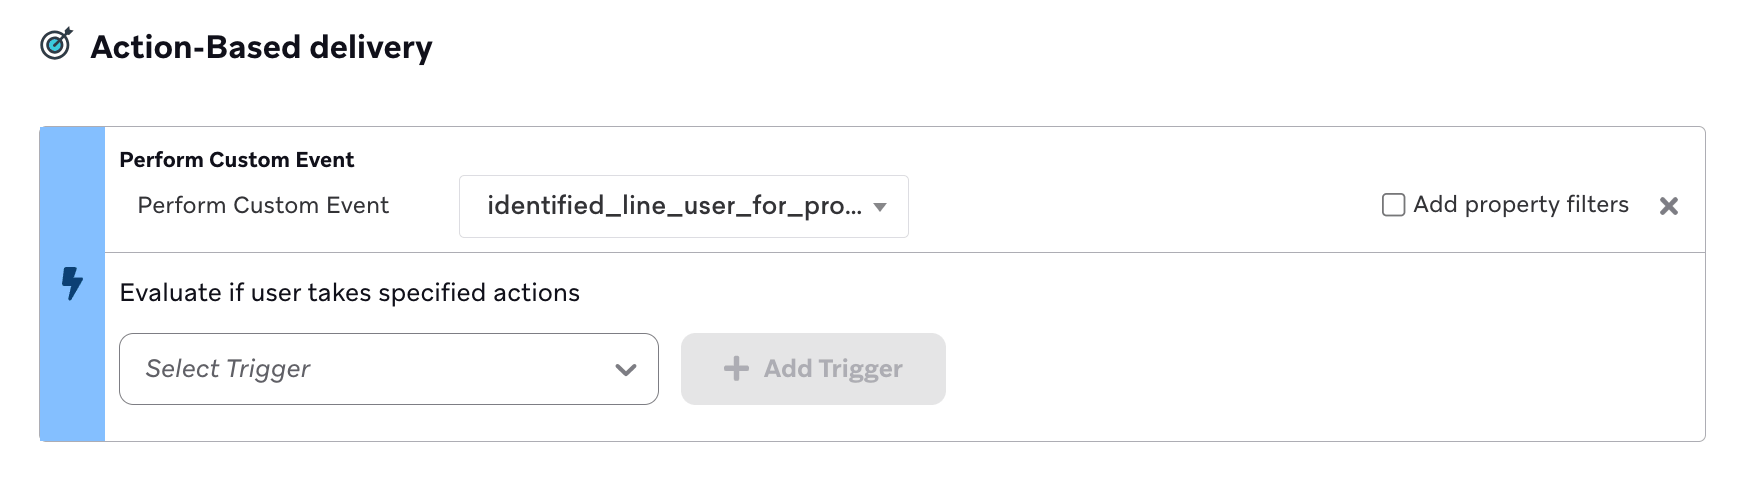 Action-Based delivery
Perform Custom Event
Perform Custom Event
identified_line_user_for_pro...
Add property filters
Evaluate if user takes specified actions
Select Trigger
Add Trigger